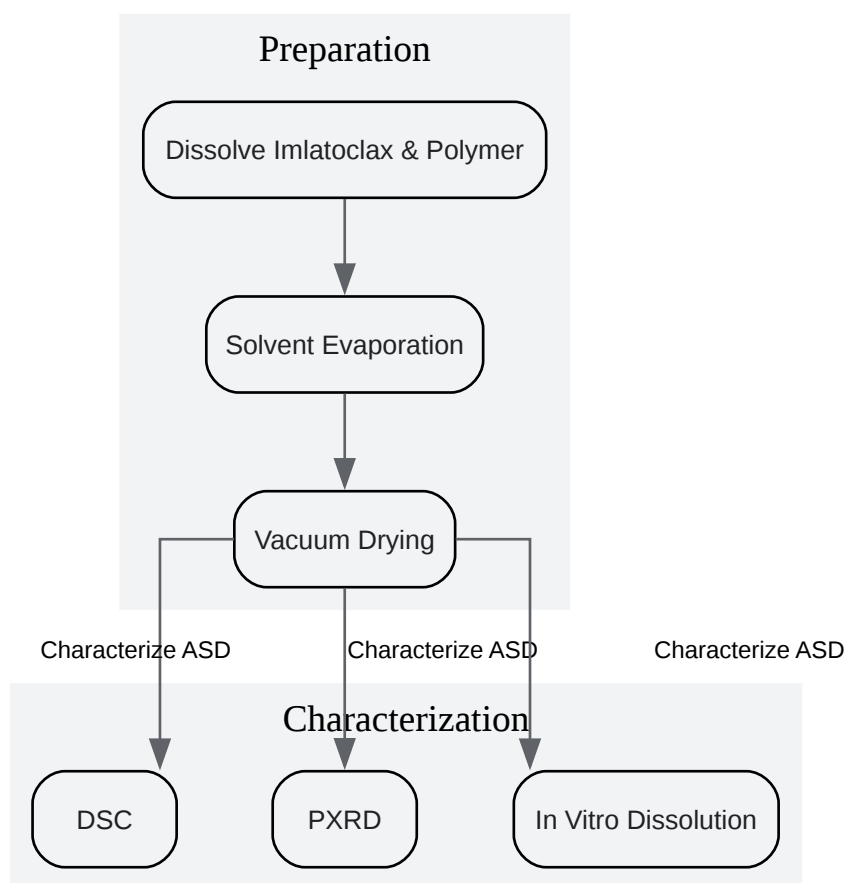 Preparation
Dissolve Imlatoclax & Polymer
Solvent Evaporation
Vacuum Drying
Characterize ASD
Characterize ASD
Characterize ASD
Characterization
DSC
PXRD
In Vitro Dissolution